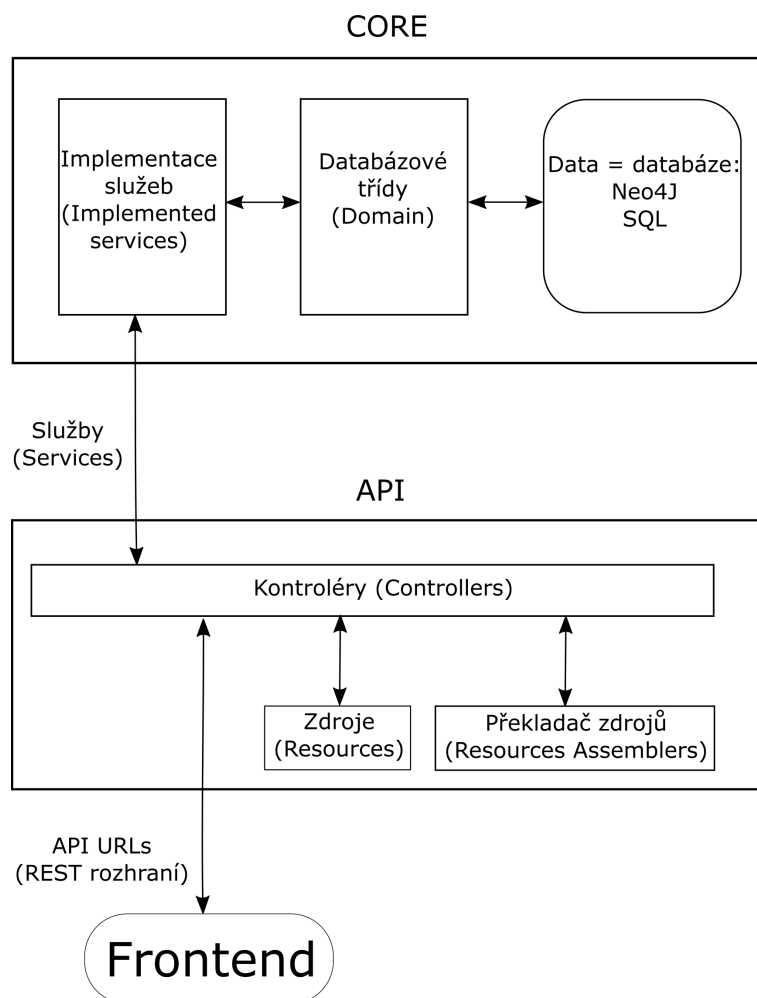 CORE
Implementace
služeb
(Implemented
services)
Databázové
třídy
(Domain)
Data = databáze:
Neo4J
SQL
Služby
(Services)
API
Kontroléry (Controllers)
Zdroje
(Resources)
Překladač zdrojů
(Resources Assemblers)
API URLs
(REST rozhraní)
Frontend